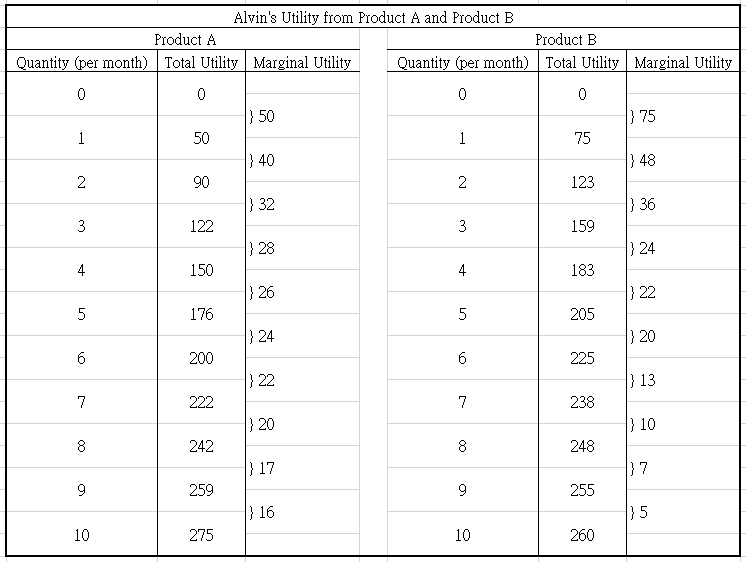 Alvin's Utility from Product A and Product B
Product A Product B
Quantity (per month) Total Utility Marginal Utility Quantity (per month) Total Utility Marginal Utility
0 0 0 0
} 50 } 75
1 50 1 75
} 40 } 48
2 90 2 123
} 32 } 36
3 122 3 159
} 28 } 24
4 150 4 183
} 26 } 22
5 176 5 205
} 24 } 20
6 200 6 225
} 22 } 13
7 222 7 238
} 20 } 10
8 242 8 248
} 17 } 7
9 259 9 255
} 16 } 5
10 275 10 260